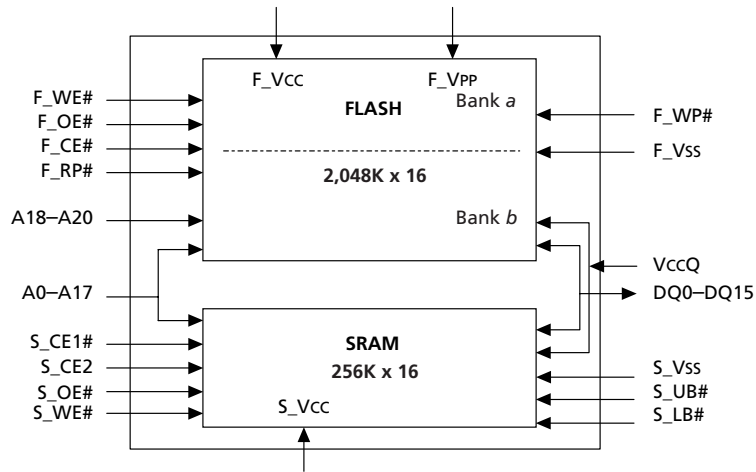 F_VCC
F_VPP
FLASH
Bank a
2,048K x 16
Bank b
F_WE#
F_OE#
F_CE#
F_RP#
A18–A20
A0–A17
S_CE1#
S_CE2
S_OE#
S_WE#
SRAM
256K x 16
S_VCC
F_WP#
F_VSS
VCCQ
DQ0–DQ15
S_VSS
S_UB#
S_LB#